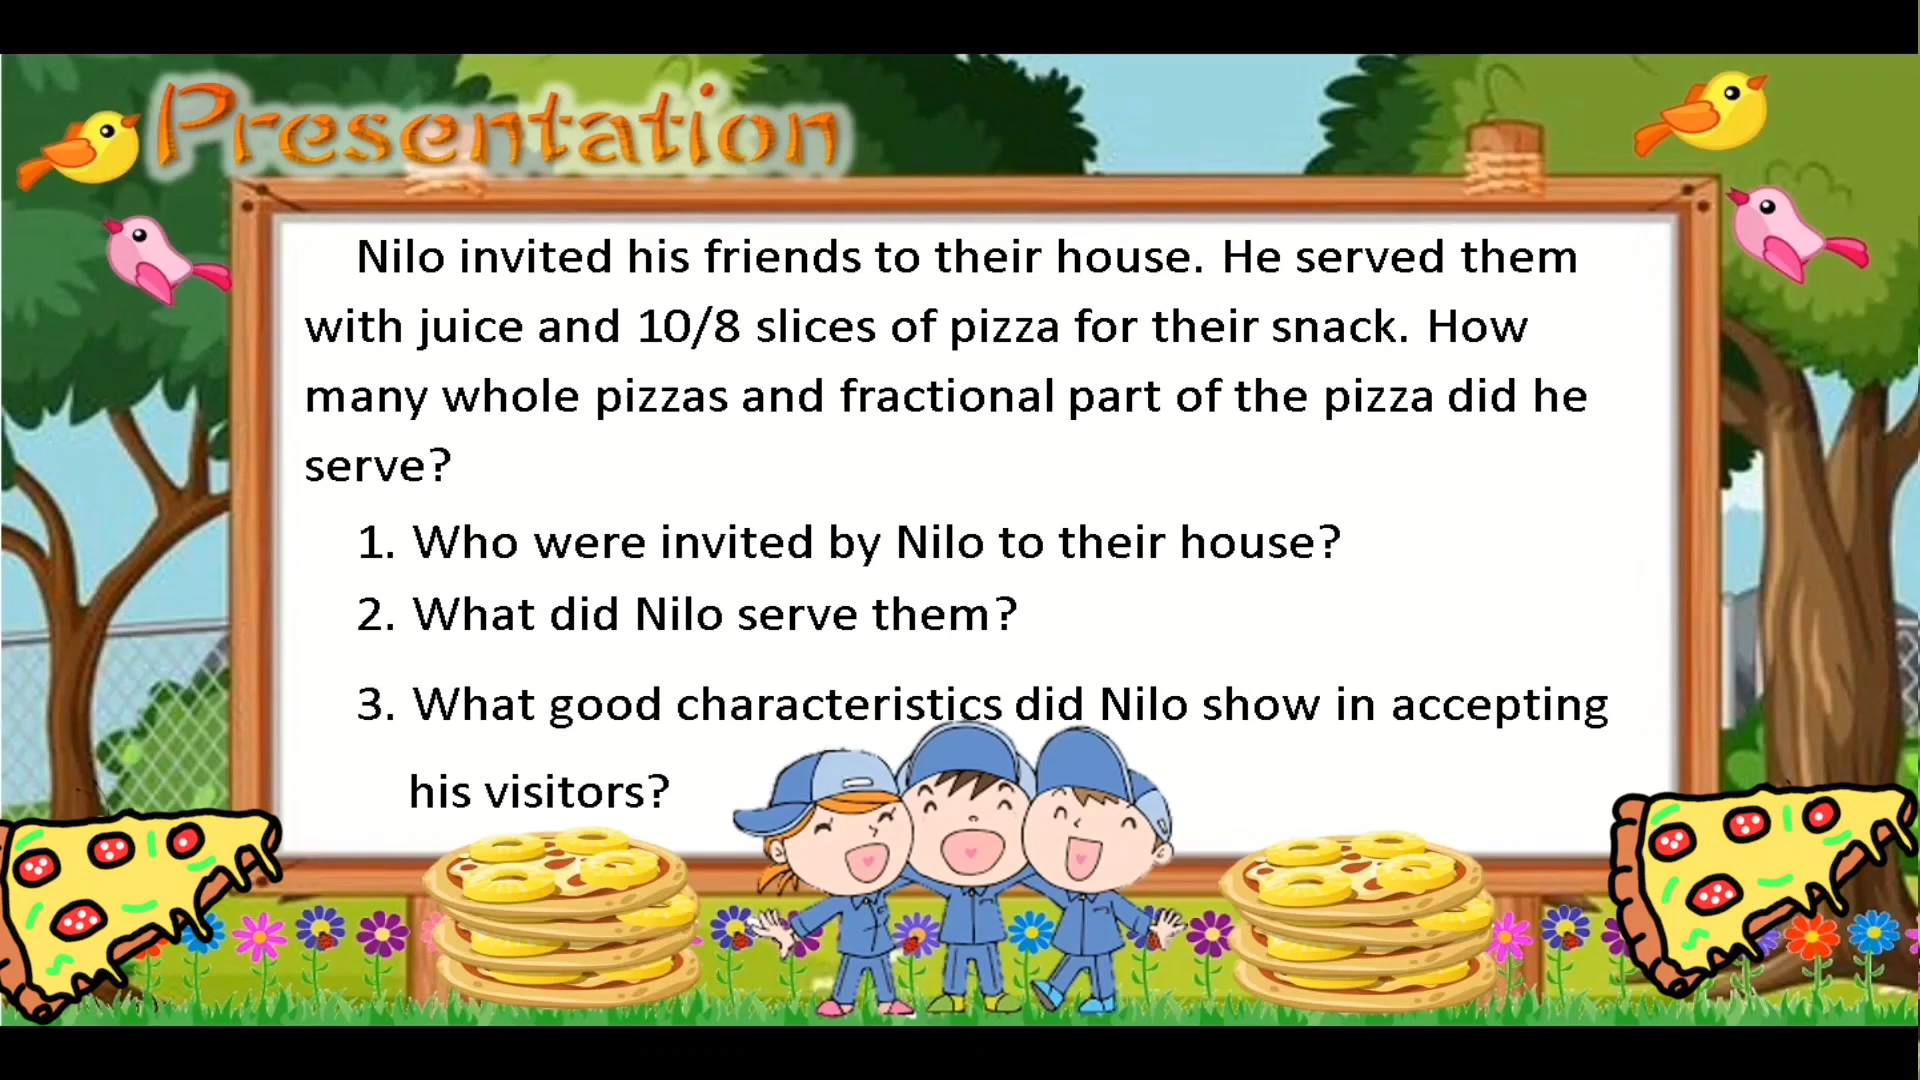 Presentation
Nilo invited his friends to their house. He served them
with juice and 10/8 slices of pizza for their snack. How
many whole pizzas and fractional part of the pizza did he
serve?
1. Who were invited by Nilo to their house?
2. What did Nilo serve them?
3. What good characteristics did Nilo show in accepting
his visitors?